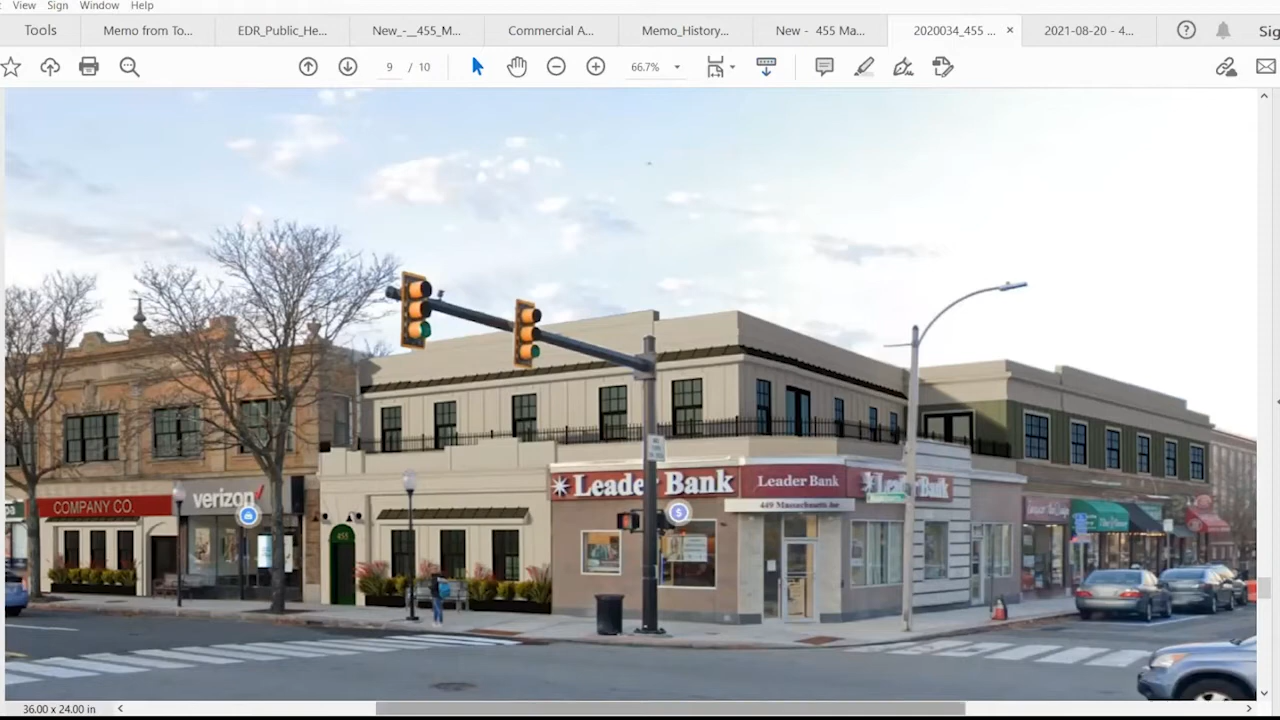 View Sign Window Help
Tools
Memo from To...
EDR_Public_He...
New_-__455_M...
Commercial A...
Memo_History...
New - 455 Ma...
2020034_455 ...
2021-08-20 - 4...
Sig
9 / 10
66.7%
COMPANY CO.
verizon
455
Leader Bank
Leader Bank
Leader Bank
449 Massachusetts Ave
36.00 x 24.00 in